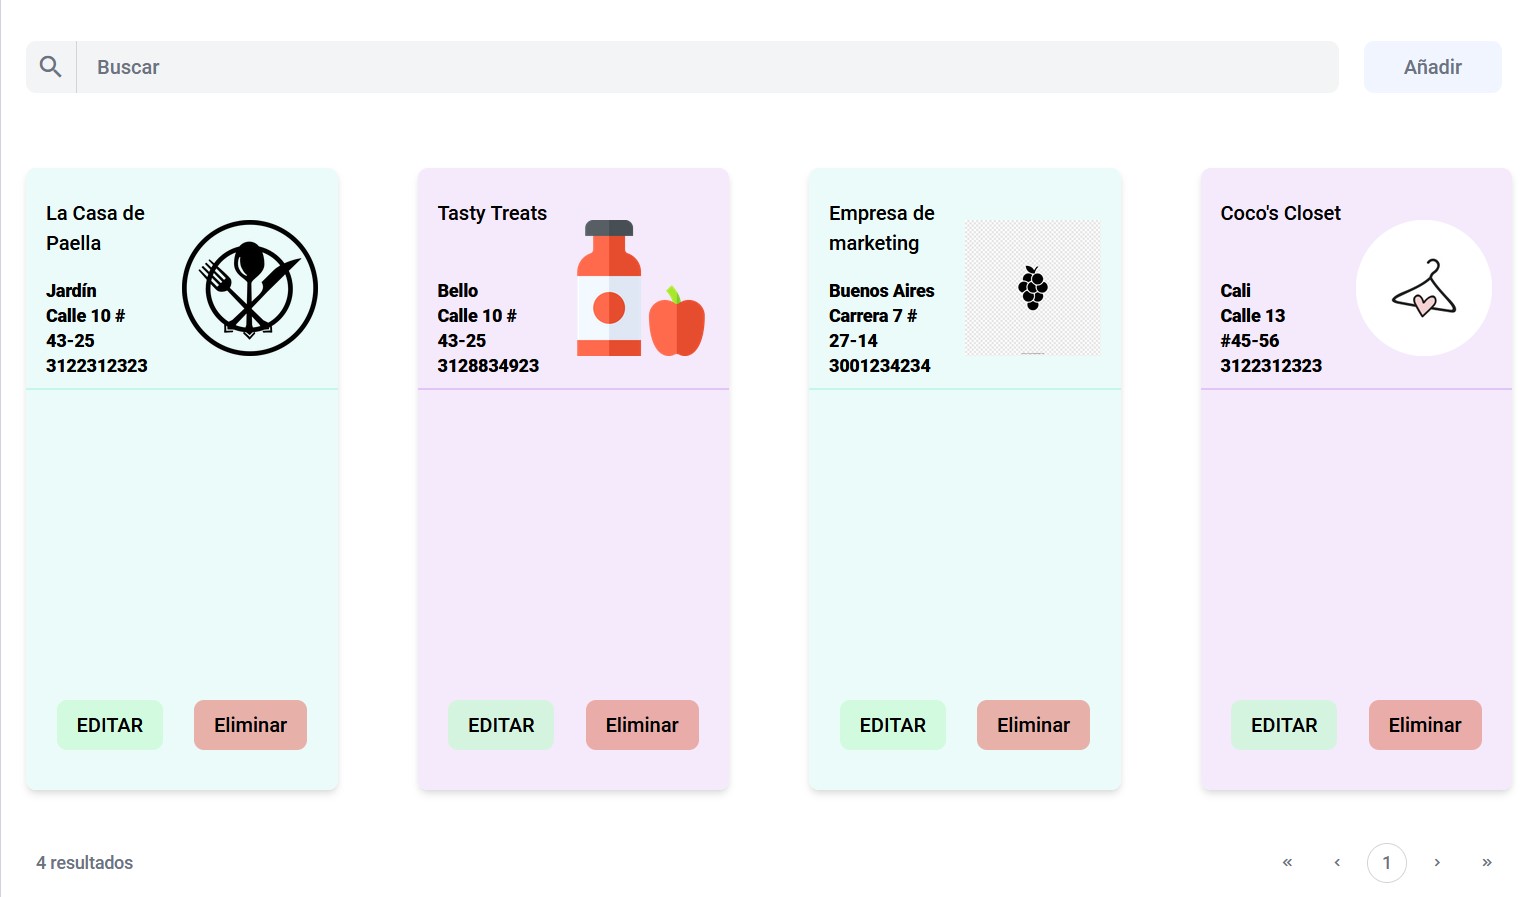 Buscar
Añadir
La Casa de
Paella
Jardín
Calle 10 #
43-25
3122312323
EDITAR
Eliminar
Tasty Treats
Bello
Calle 10 #
43-25
3128834923
EDITAR
Eliminar
Empresa de
marketing
Buenos Aires
Carrera 7 #
27-14
3001234234
EDITAR
Eliminar
Coco's Closet
Cali
Calle 13
#45-56
3122312323
EDITAR
Eliminar
4 resultados
« ‹ 1 › »